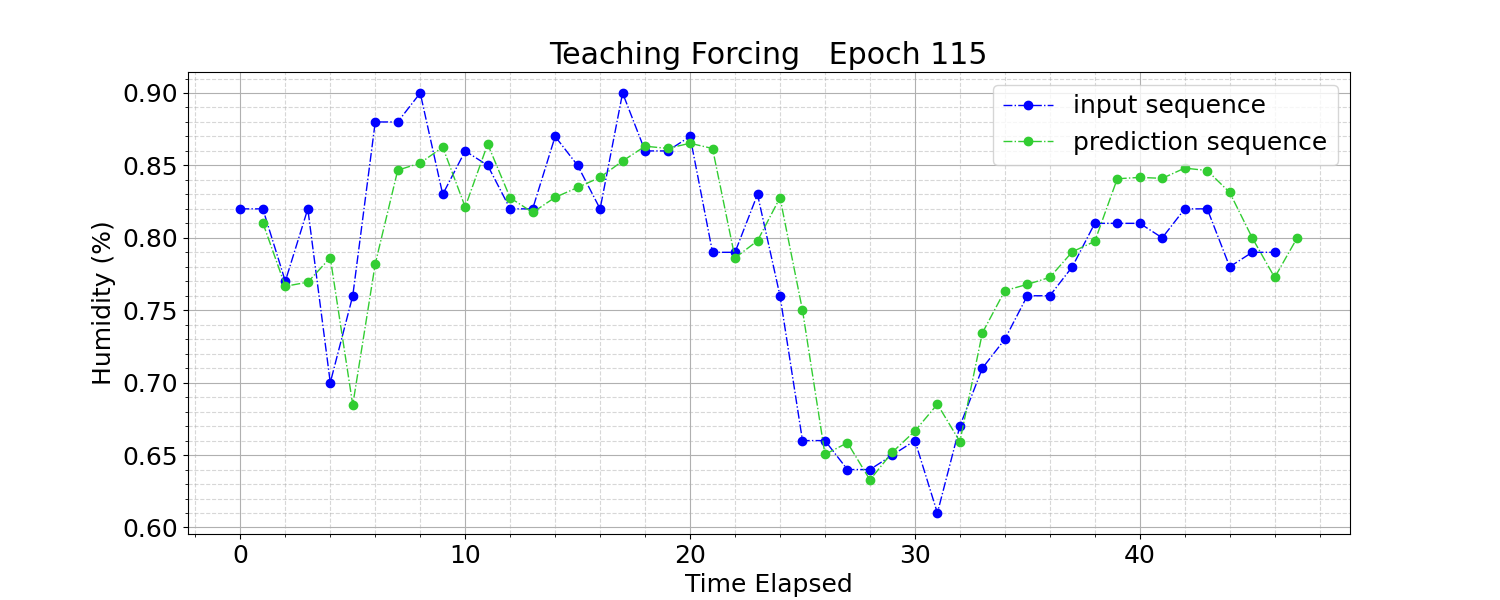 Teaching Forcing   Epoch 115
input sequence
prediction sequence
Humidity (%)
0.90
0.85
0.80
0.75
0.70
0.65
0.60
0 10 20 30 40
Time Elapsed